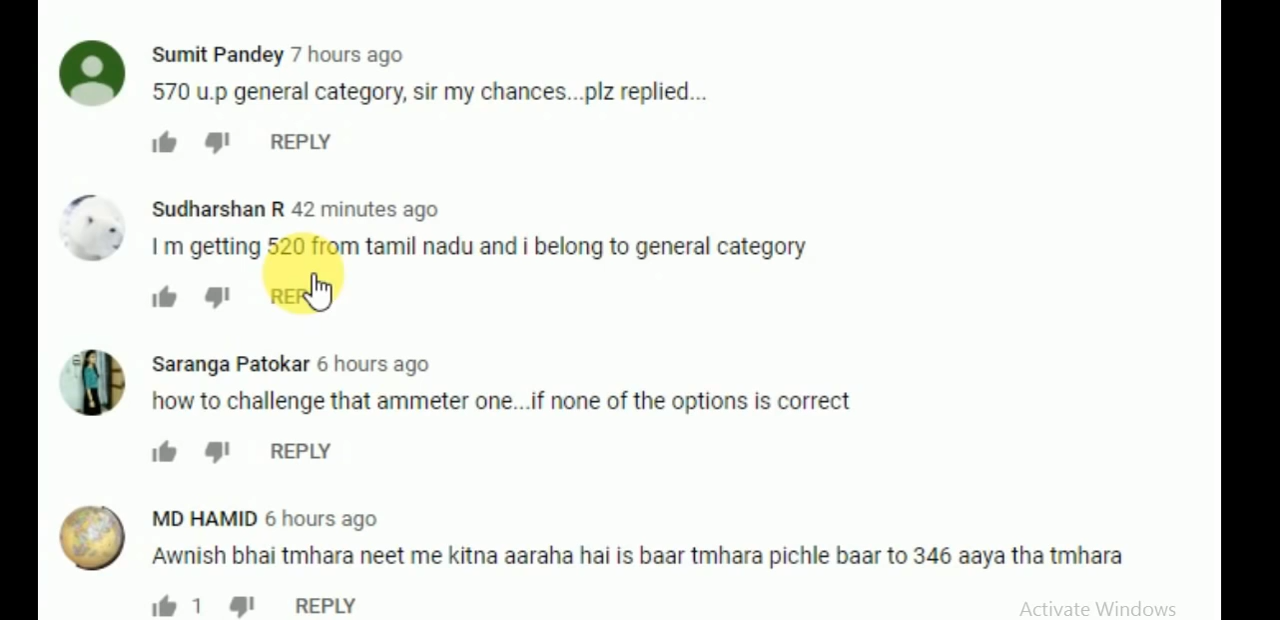 Sumit Pandey 7 hours ago
570 u.p general category, sir my chances...plz replied...
REPLY
Sudharshan R 42 minutes ago
I m getting 520 from tamil nadu and i belong to general category
REPLY
Saranga Patokar 6 hours ago
how to challenge that ammeter one...if none of the options is correct
REPLY
MD HAMID 6 hours ago
Awnish bhai tmhara neet me kitna aaraha hai is baar tmhara pichle baar to 346 aaya tha tmhara
1 REPLY
Activate Windows